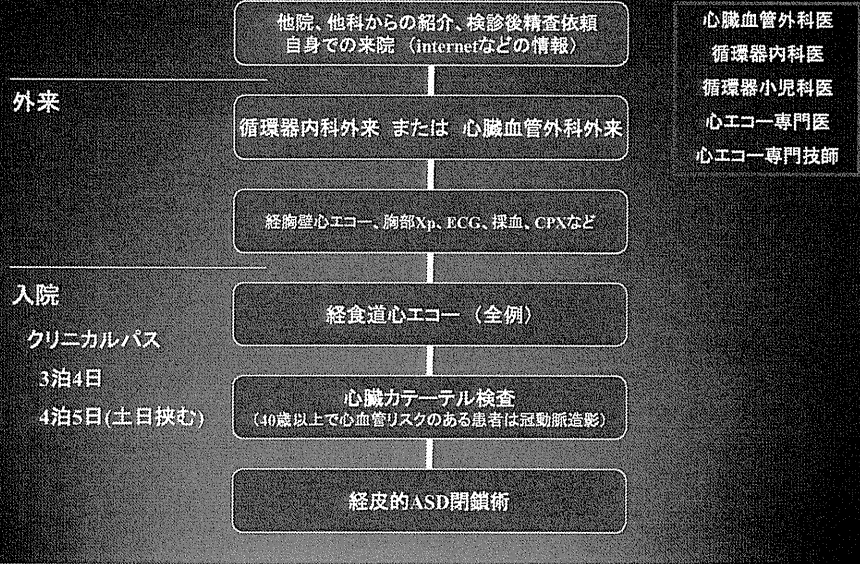 他院、他科からの紹介、検診後精査依頼
自身での来院（internetなどの情報）
心臓血管外科医
循環器内科医
循環器小児科医
心エコー専門医
心エコー専門技師
外来
循環器内科外来 または 心臓血管外科外来
経胸壁心エコー、胸部Xp、ECG、採血、CPXなど
入院
クリニカルパス
3泊4日
4泊5日(土日挟む)
経食道心エコー（全例）
心臓カテーテル検査
（40歳以上で心血管リスクのある患者は冠動脈造影）
経皮的ASD閉鎖術